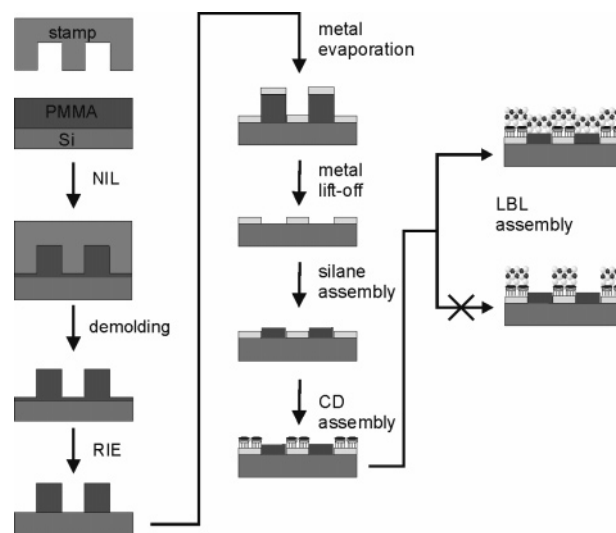 stamp
PMMA
Si
NIL
demolding
RIE
metal
evaporation
metal
lift-off
silane
assembly
CD
assembly
LBL
assembly